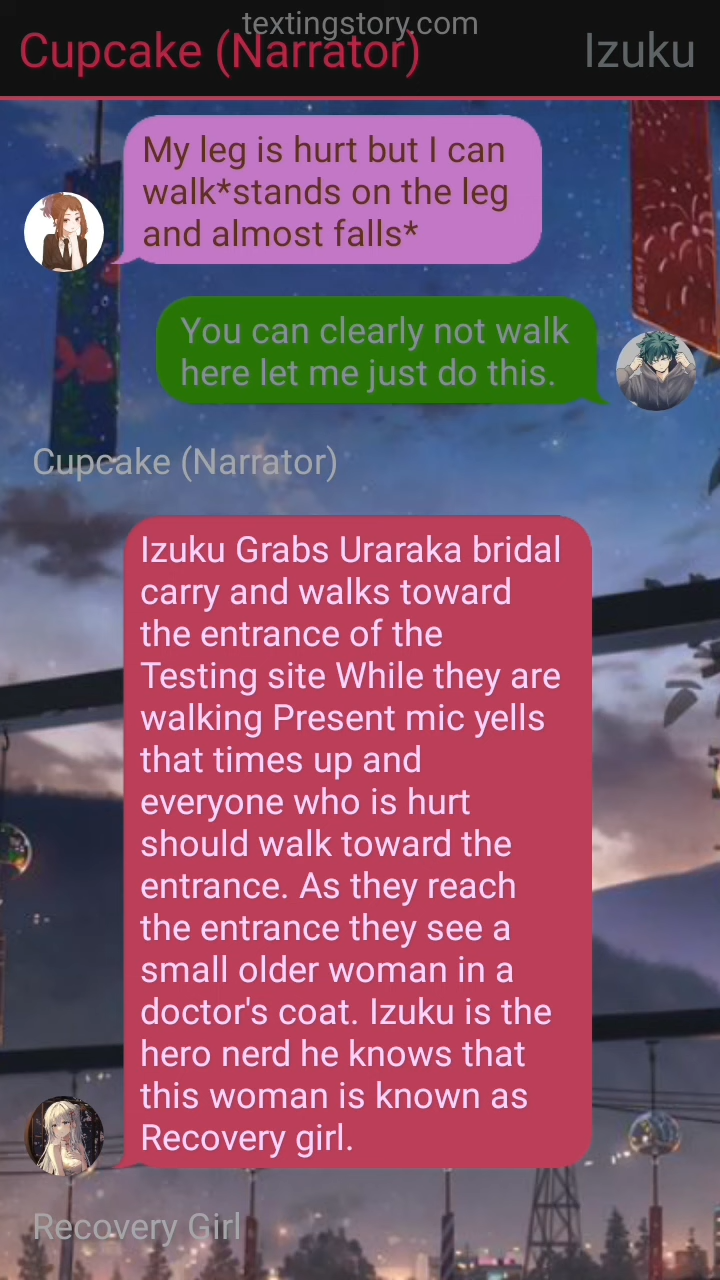 textingstory.com
Cupcake (Narrator)
Izuku
My leg is hurt but I can
walk*stands on the leg
and almost falls*
You can clearly not walk
here let me just do this.
Cupcake (Narrator)
Izuku Grabs Uraraka bridal
carry and walks toward
the entrance of the
Testing site While they are
walking Present mic yells
that times up and
everyone who is hurt
should walk toward the
entrance. As they reach
the entrance they see a
small older woman in a
doctor's coat. Izuku is the
hero nerd he knows that
this woman is known as
Recovery girl.
Recovery Girl